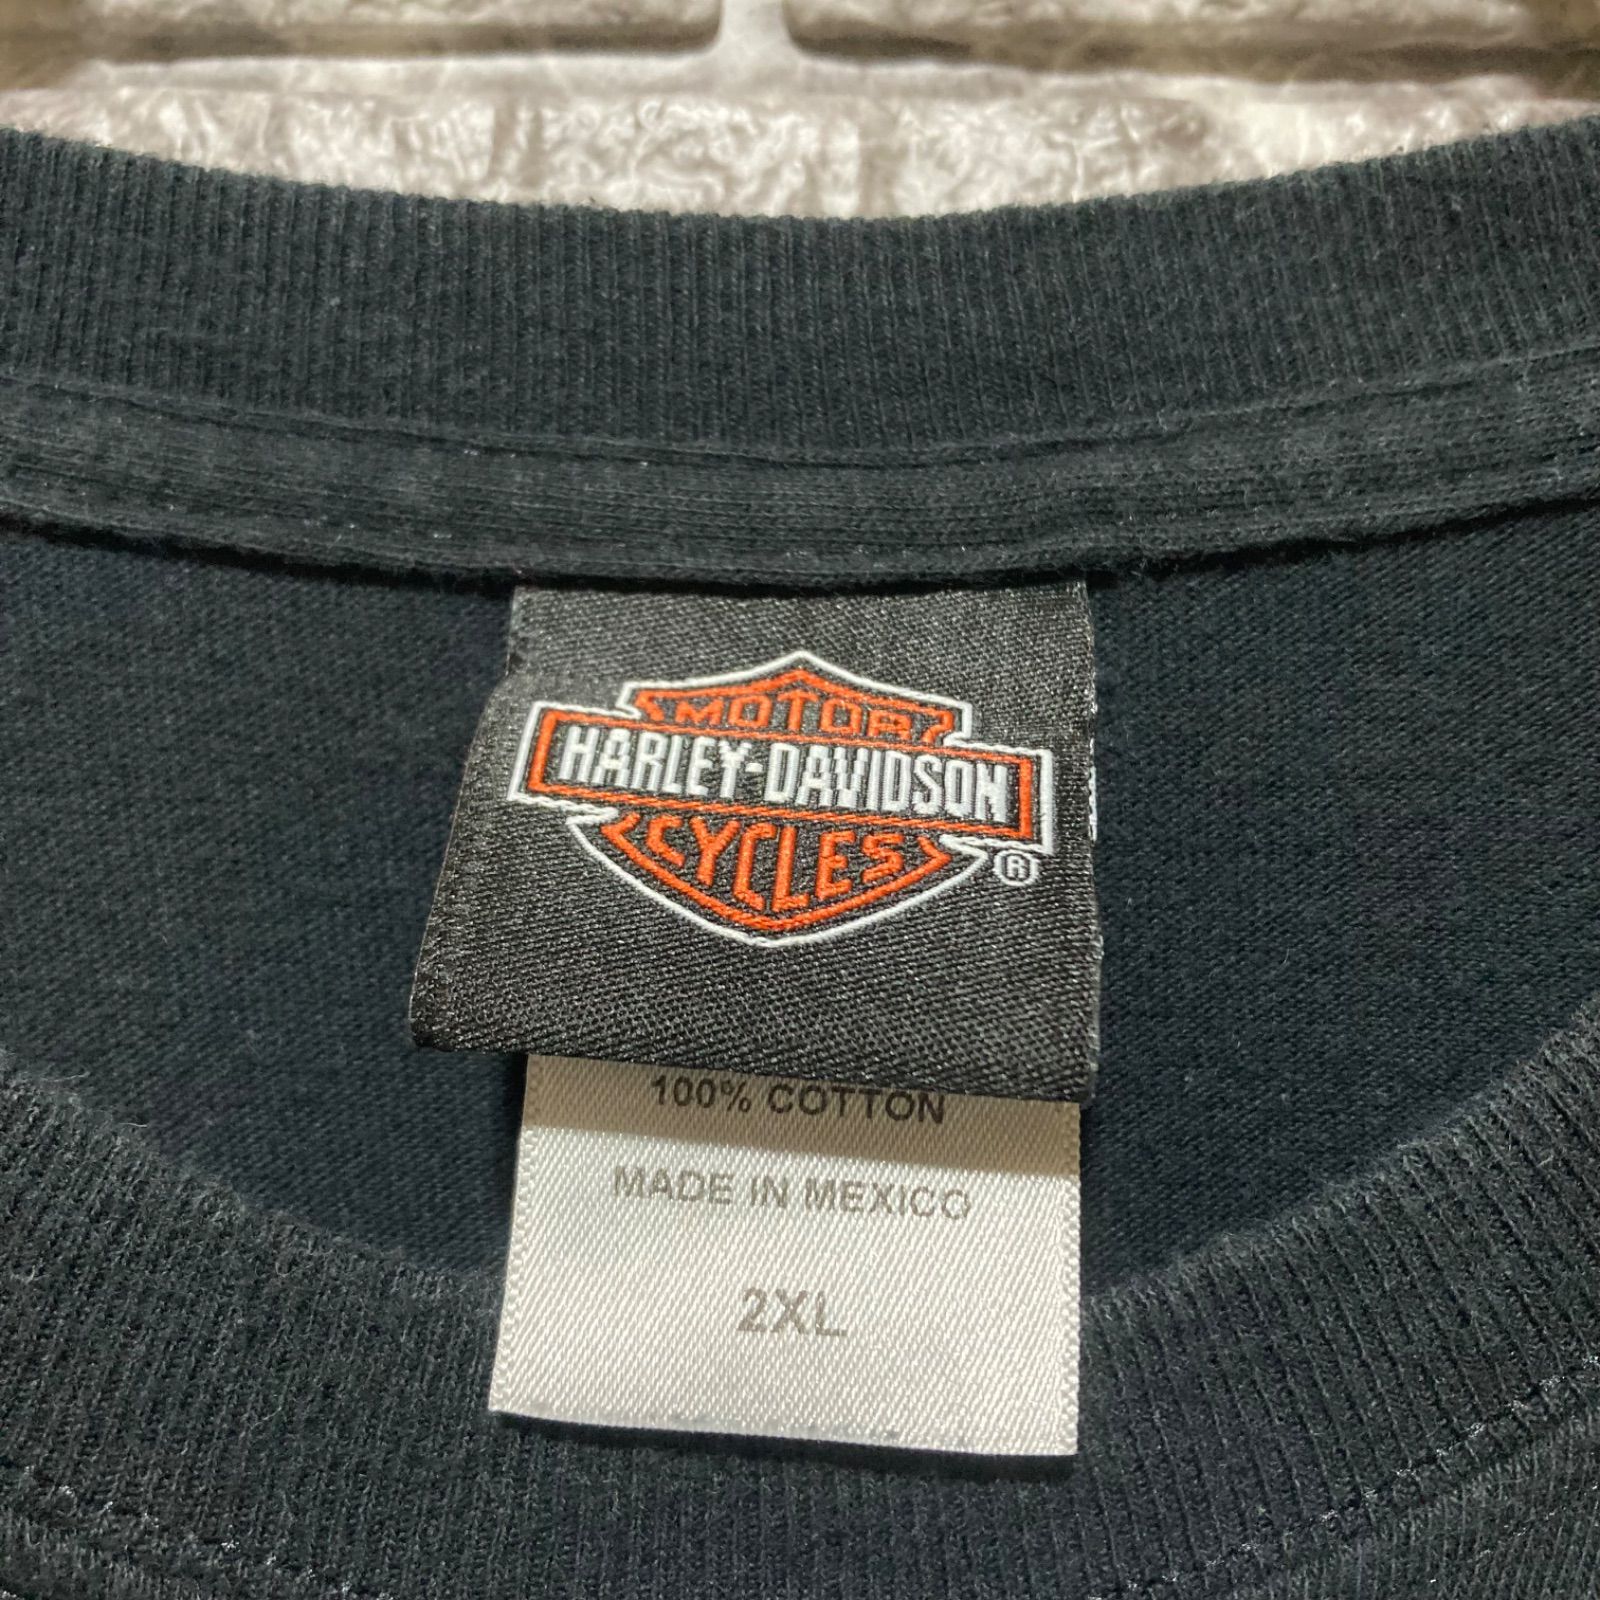 MOTOR
HARLEY-DAVIDSON
CYCLES
®
100% COTTON
MADE IN MEXICO
2XL